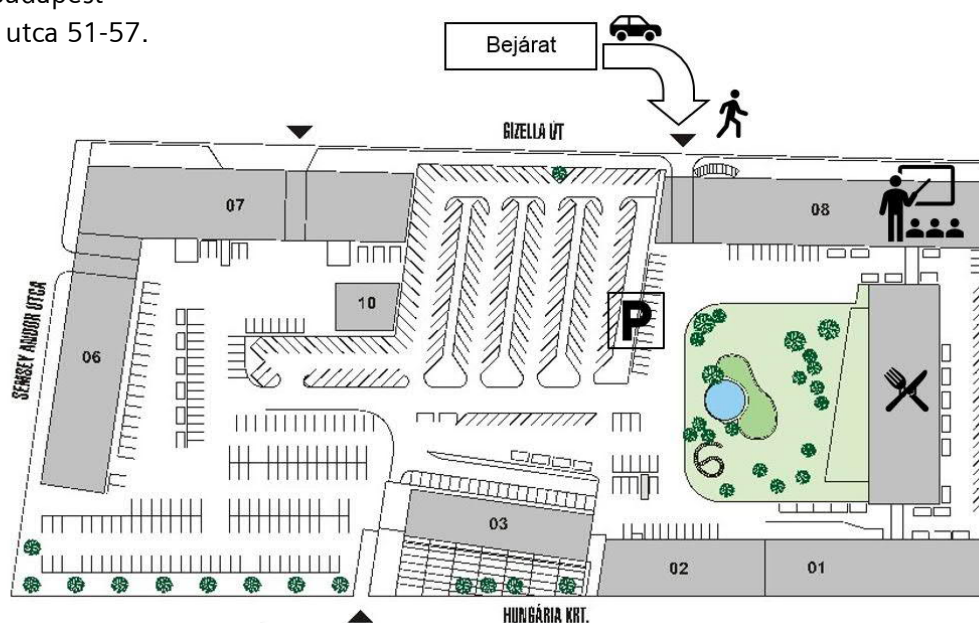 utca 51-57.
Bejárat
GIZELLA ÚT
07
08
10
P
SEMSEY ANDOR UTCA
06
03
02
01
HUNGÁRIA KRT.